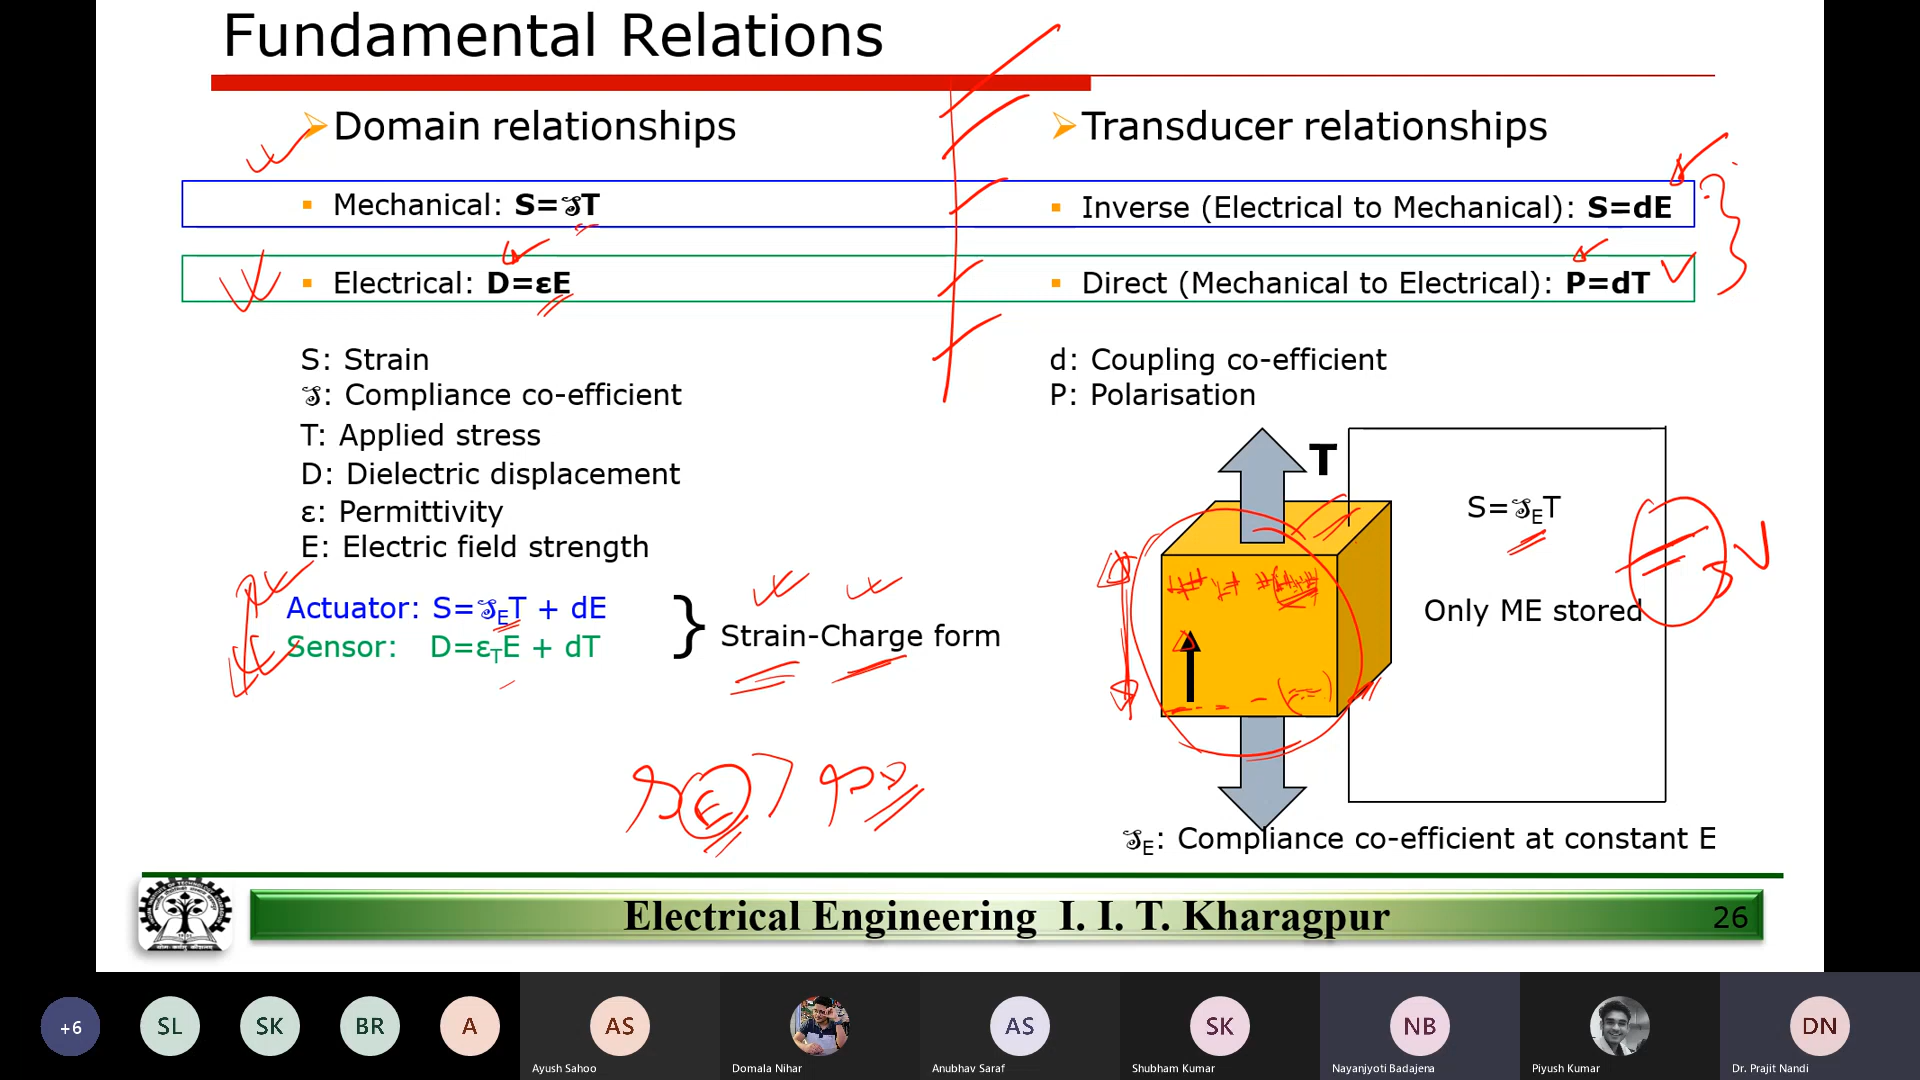 Fundamental Relations
Domain relationships
Mechanical: S=𝒮T
Electrical: D=εE
Transducer relationships
Inverse (Electrical to Mechanical): S=dE
Direct (Mechanical to Electrical): P=dT
S: Strain
𝒮: Compliance co-efficient
T: Applied stress
D: Dielectric displacement
ε: Permittivity
E: Electric field strength
d: Coupling co-efficient
P: Polarisation
Actuator: S=𝒮ET + dE
Sensor: D=εTE + dT
} Strain-Charge form
T
S=𝒮ET
Only ME stored
𝒮E: Compliance co-efficient at constant E
Electrical Engineering I. I. T. Kharagpur
26
+6
SL
SK
BR
A
AS
Ayush Sahoo
Domala Nihar
AS
Anubhav Saraf
SK
Shubham Kumar
NB
Nayanjyoti Badajena
Piyush Kumar
DN
Dr. Prajit Nandi